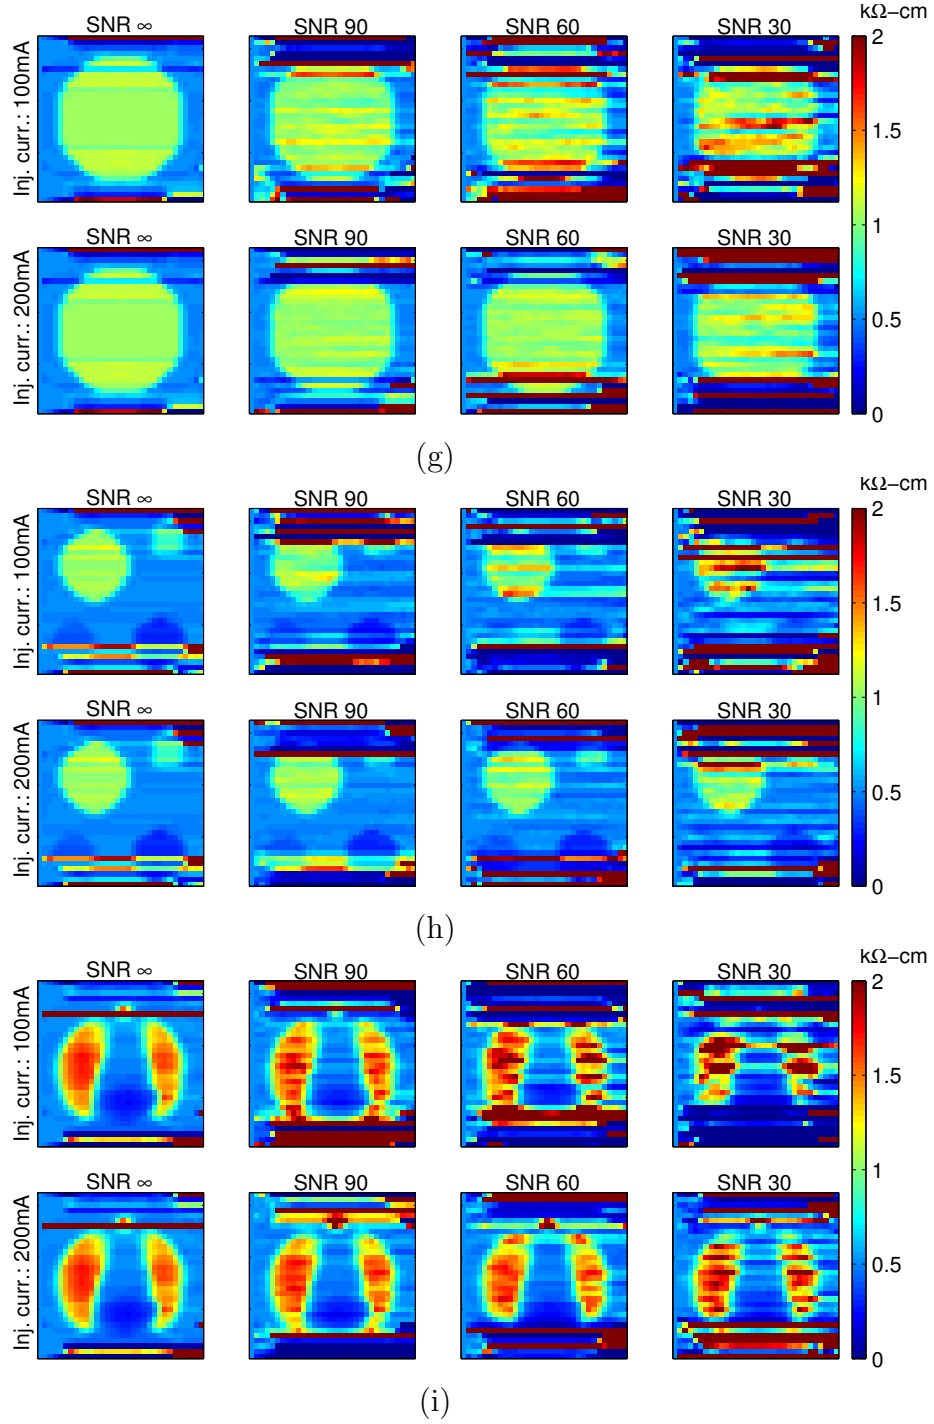 SNR ∞ SNR 90 SNR 60 SNR 30 kΩ−cm
Inj. curr.: 100mA
2
1.5
1
0.5
0
SNR ∞ SNR 90 SNR 60 SNR 30
Inj. curr.: 200mA
(g)
SNR ∞ SNR 90 SNR 60 SNR 30 kΩ−cm
Inj. curr.: 100mA
2
1.5
1
0.5
0
SNR ∞ SNR 90 SNR 60 SNR 30
Inj. curr.: 200mA
(h)
SNR ∞ SNR 90 SNR 60 SNR 30 kΩ−cm
Inj. curr.: 100mA
2
1.5
1
0.5
0
SNR ∞ SNR 90 SNR 60 SNR 30
Inj. curr.: 200mA
(i)